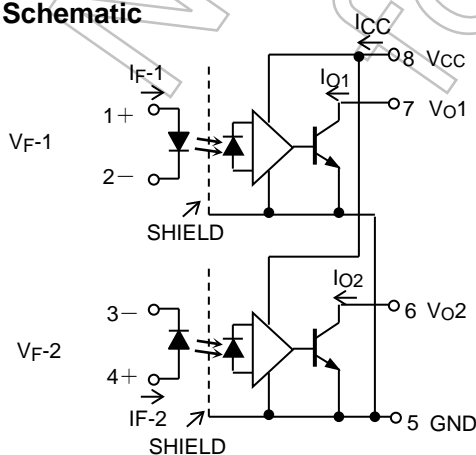 Schematic
ICC
8 VCC
IF-1
IO1
1+
7 VO1
VF-1
2−
SHIELD
IO2
3−
6 VO2
VF-2
4+
IF-2
5 GND
SHIELD